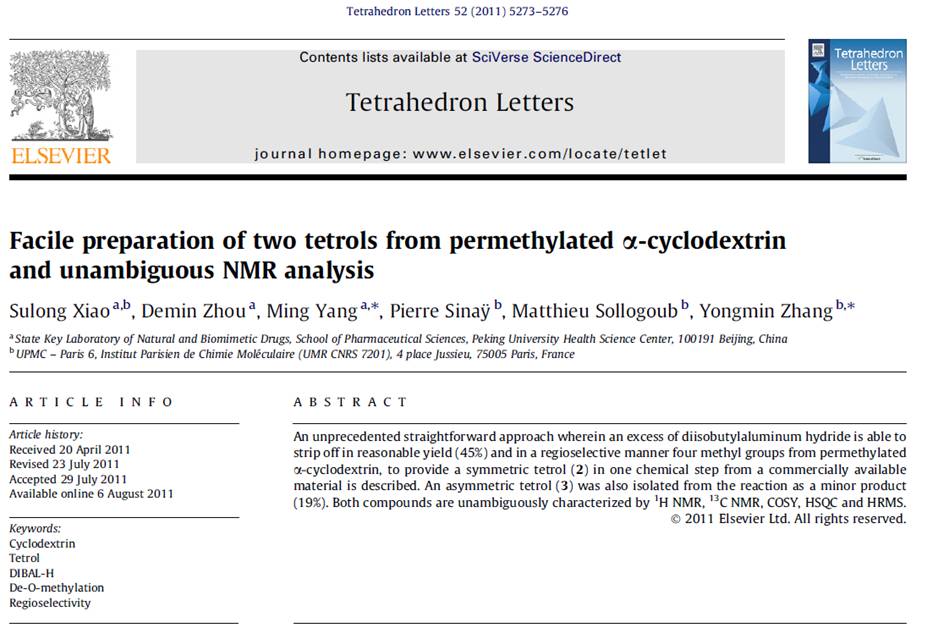 Tetrahedron Letters 52 (2011) 5273–5276
Contents lists available at SciVerse ScienceDirect
Tetrahedron Letters
journal homepage: www.elsevier.com/locate/tetlet
ELSEVIER
Tetrahedron
Letters
Facile preparation of two tetrols from permethylated α-cyclodextrin
and unambiguous NMR analysis
Sulong Xiao a,b, Demin Zhou a, Ming Yang a,*, Pierre Sinaÿ b, Matthieu Sollogoub b, Yongmin Zhang b,*
a State Key Laboratory of Natural and Biomimetic Drugs, School of Pharmaceutical Sciences, Peking University Health Science Center, 100191 Beijing, China
b UPMC – Paris 6, Institut Parisien de Chimie Moléculaire (UMR CNRS 7201), 4 place Jussieu, 75005 Paris, France
ARTICLE INFO
Article history:
Received 20 April 2011
Revised 23 July 2011
Accepted 29 July 2011
Available online 6 August 2011
Keywords:
Cyclodextrin
Tetrol
DIBAL-H
De-O-methylation
Regioselectivity
ABSTRACT
An unprecedented straightforward approach wherein an excess of diisobutylaluminum hydride is able to
strip off in reasonable yield (45%) and in a regioselective manner four methyl groups from permethylated
α-cyclodextrin, to provide a symmetric tetrol (2) in one chemical step from a commercially available
material is described. An asymmetric tetrol (3) was also isolated from the reaction as a minor product
(19%). Both compounds are unambiguously characterized by 1H NMR, 13C NMR, COSY, HSQC and HRMS.
© 2011 Elsevier Ltd. All rights reserved.